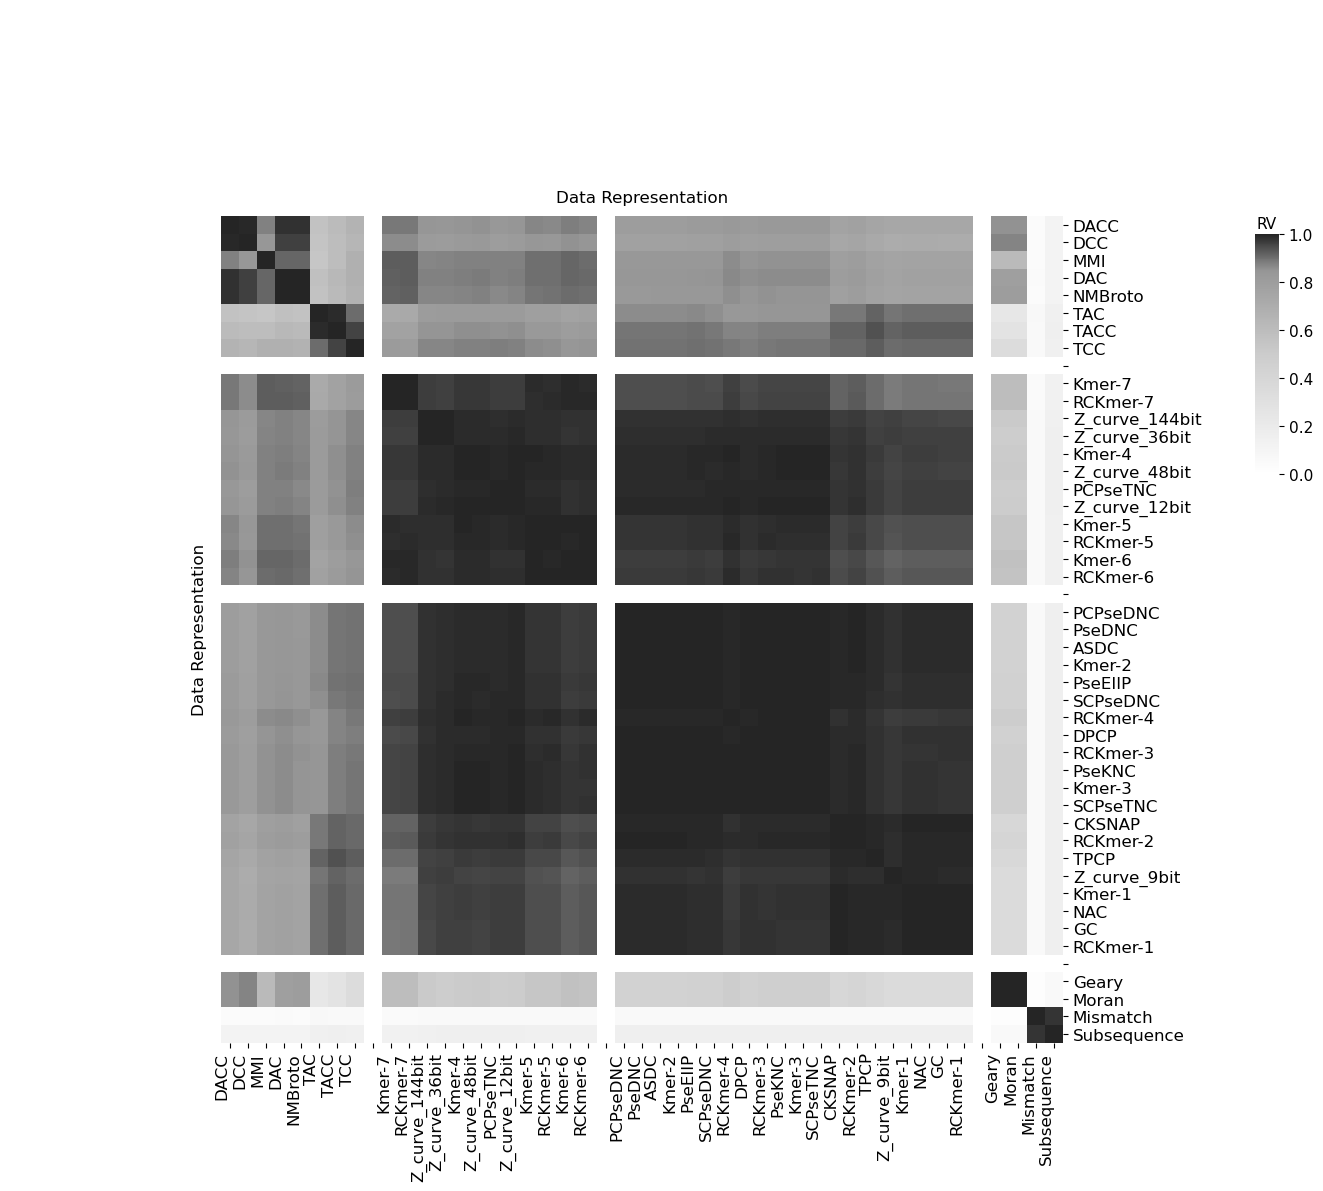 Data Representation
RV
1.0
0.8
0.6
0.4
0.2
0.0
DACC
DCC
MMI
DAC
NMBroto
TAC
TACC
TCC
Kmer-7
RCKmer-7
Z_curve_144bit
Z_curve_36bit
Kmer-4
Z_curve_48bit
PCPseTNC
Z_curve_12bit
Kmer-5
RCKmer-5
Kmer-6
RCKmer-6
PCPseDNC
PseDNC
ASDC
Kmer-2
PseEIIP
SCPseDNC
RCKmer-4
DPCP
RCKmer-3
PseKNC
Kmer-3
SCPseTNC
CKSNAP
RCKmer-2
TPCP
Z_curve_9bit
Kmer-1
NAC
GC
RCKmer-1
Geary
Moran
Mismatch
Subsequence
Data Representation
DACC
DCC
MMI
DAC
NMBroto
TAC
TACC
TCC
Kmer-7
RCKmer-7
Z_curve_144bit
Z_curve_36bit
Kmer-4
Z_curve_48bit
PCPseTNC
Z_curve_12bit
Kmer-5
RCKmer-5
Kmer-6
RCKmer-6
PCPseDNC
PseDNC
ASDC
Kmer-2
PseEIIP
SCPseDNC
RCKmer-4
DPCP
RCKmer-3
PseKNC
Kmer-3
SCPseTNC
CKSNAP
RCKmer-2
TPCP
Z_curve_9bit
Kmer-1
NAC
GC
RCKmer-1
Geary
Moran
Mismatch
Subsequence